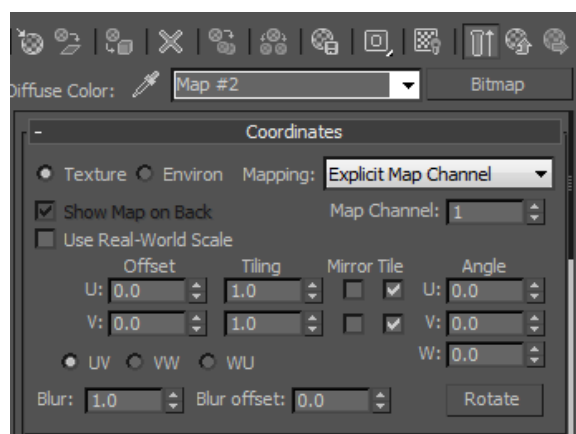 Diffuse Color: Map #2 Bitmap
- Coordinates
Texture Environ Mapping: Explicit Map Channel
Show Map on Back Map Channel: 1
Use Real-World Scale
Offset Tiling Mirror Tile Angle
U: 0.0 1.0 U: 0.0
V: 0.0 1.0 V: 0.0
UV VW WU W: 0.0
Blur: 1.0 Blur offset: 0.0 Rotate